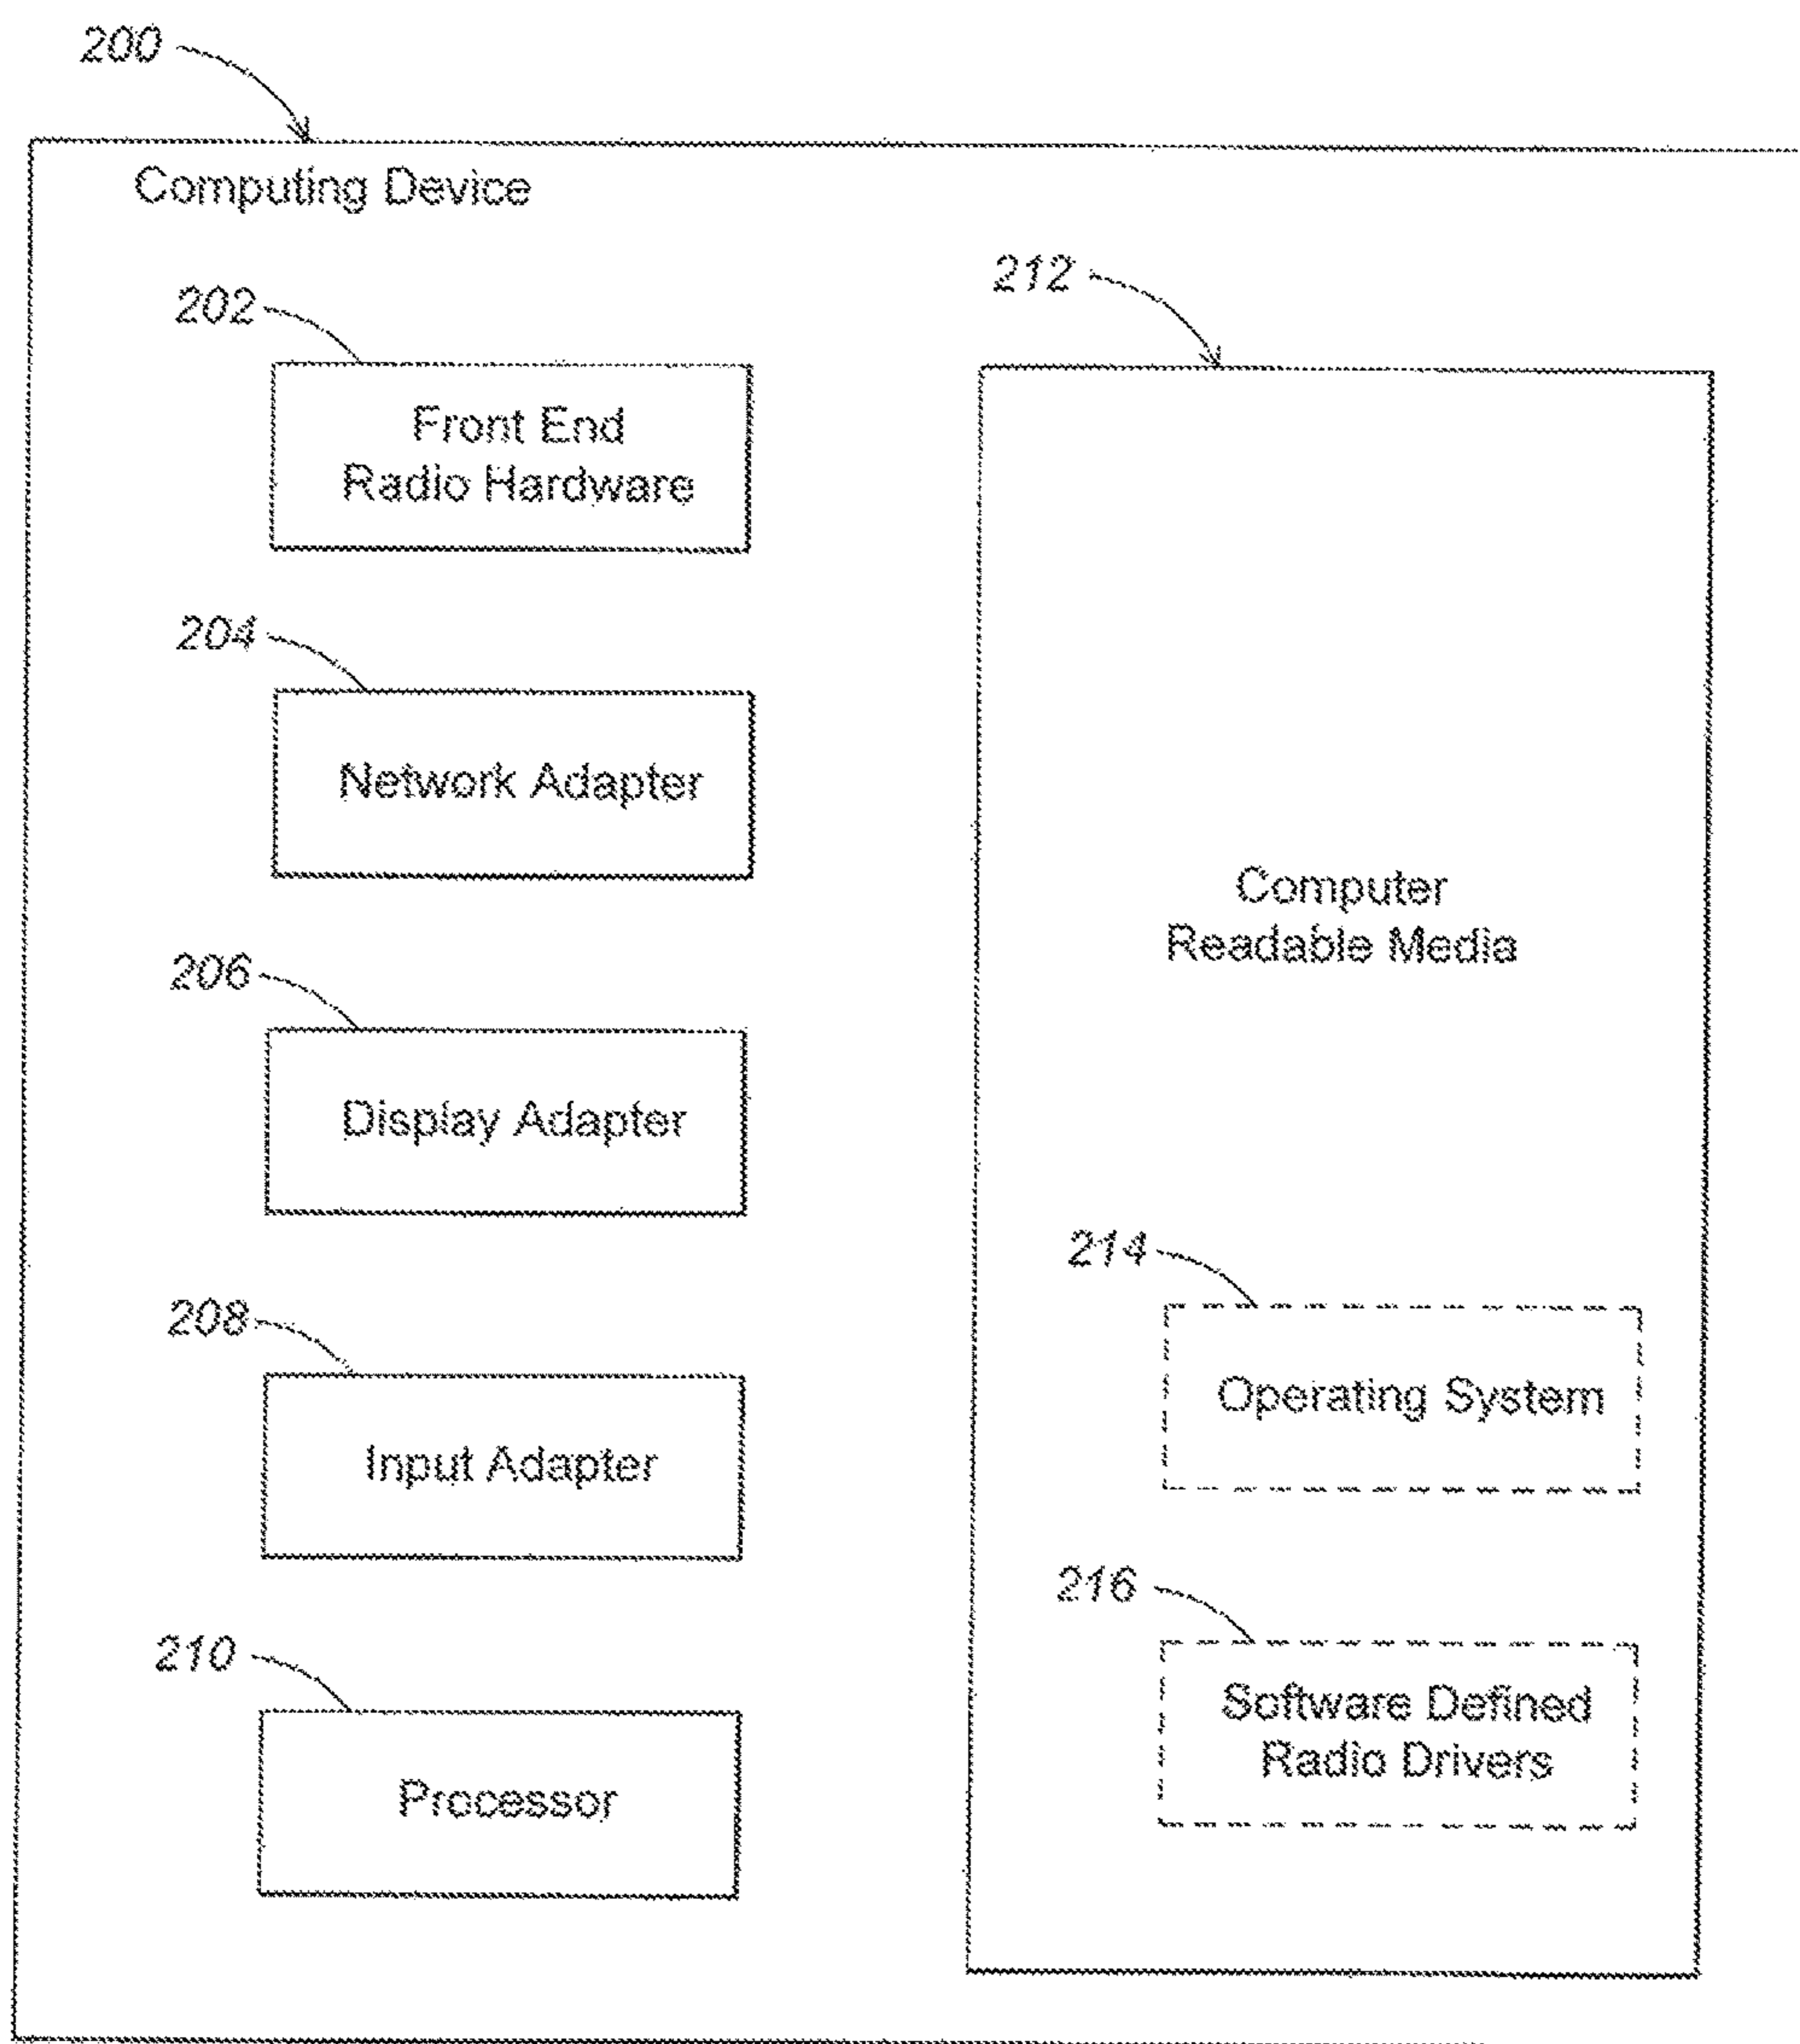 200
Computing Device
202
Front End
Radio Hardware
204
Network Adapter
206
Display Adapter
208
Input Adapter
210
Processor
212
Computer
Readable Media
214
Operating System
216
Software Defined
Radio Drivers